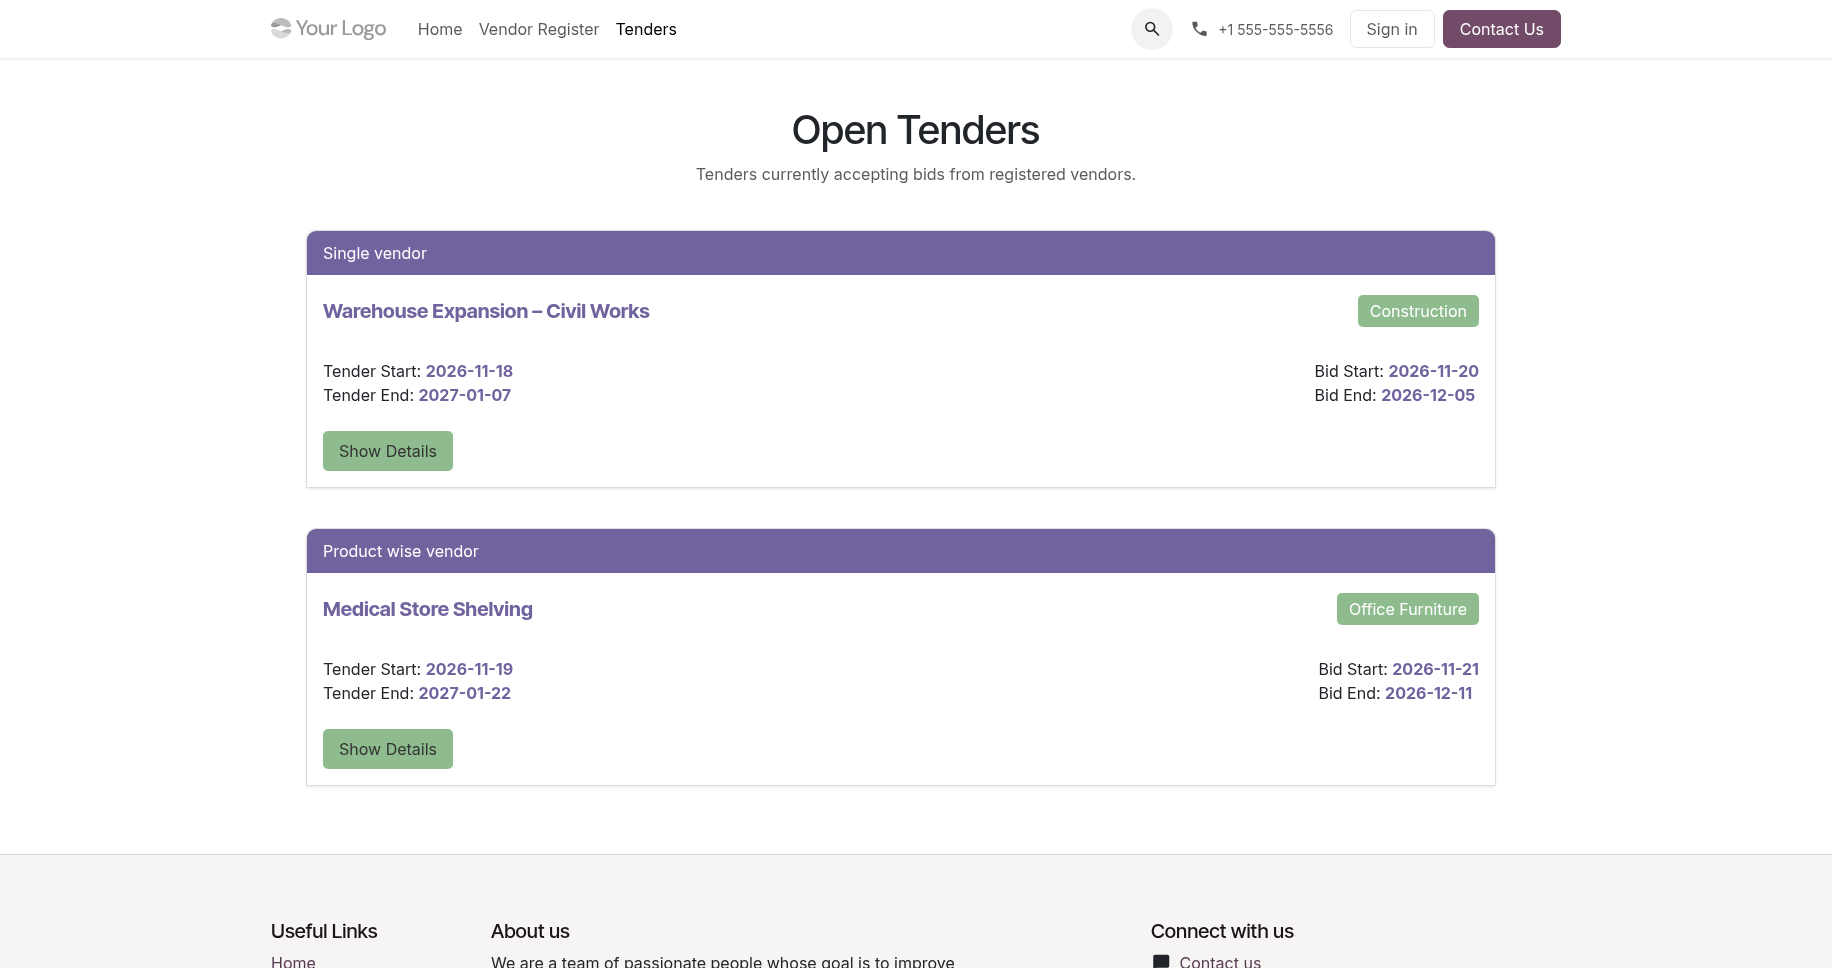 Your Logo
Home
Vendor Register
Tenders
+1 555-555-5556
Sign in
Contact Us
Open Tenders
Tenders currently accepting bids from registered vendors.
Single vendor
Warehouse Expansion – Civil Works
Construction
Tender Start: 2026-11-18
Tender End: 2027-01-07
Bid Start: 2026-11-20
Bid End: 2026-12-05
Show Details
Product wise vendor
Medical Store Shelving
Office Furniture
Tender Start: 2026-11-19
Tender End: 2027-01-22
Bid Start: 2026-11-21
Bid End: 2026-12-11
Show Details
Useful Links
Home
About us
We are a team of passionate people whose goal is to improve
Connect with us
Contact us